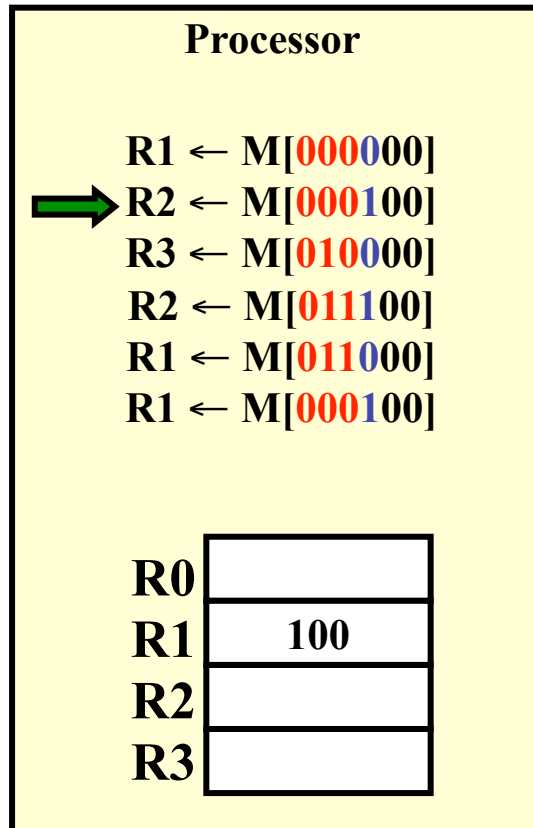 Processor
R1 ← M[000000]
R2 ← M[000100]
R3 ← M[010000]
R2 ← M[011100]
R1 ← M[011000]
R1 ← M[000100]
R0
R1 100
R2
R3